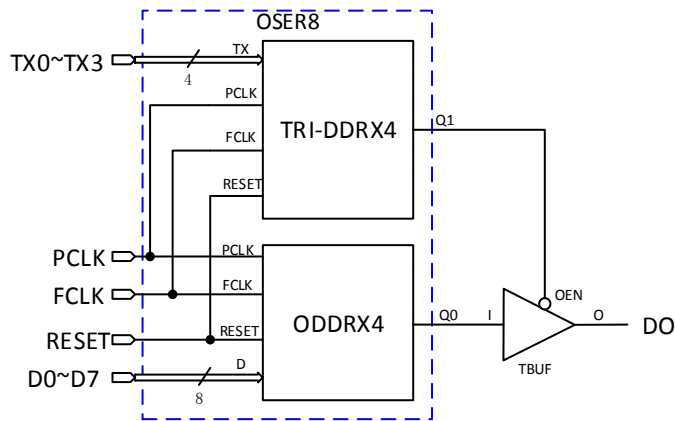 OSER8
TX0~TX3
4
TX
PCLK
FCLK
RESET
TRI-DDRX4
Q1
PCLK
FCLK
RESET
D0~D7
8
PCLK
FCLK
RESET
D
ODDRX4
Q0
I
OEN
O
DO
TBUF